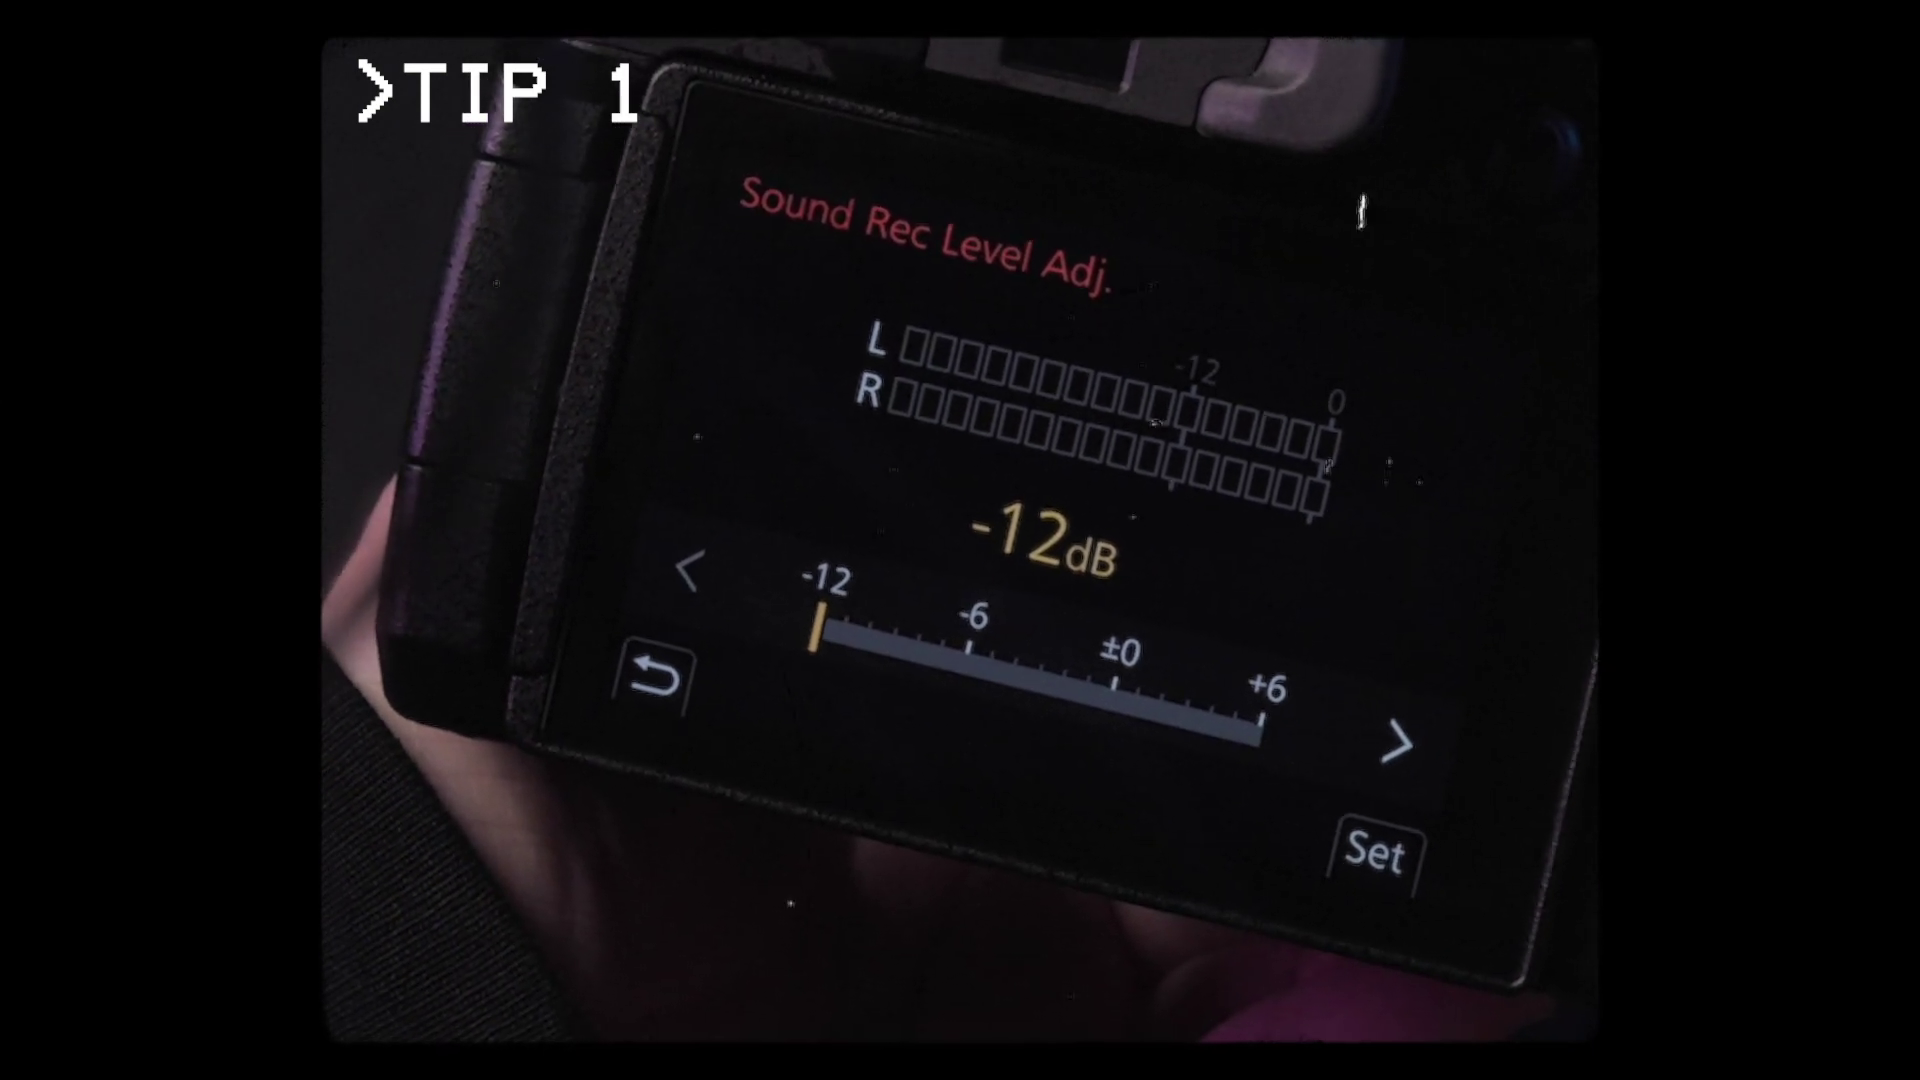 >TIP 1
Sound Rec Level Adj.
-12 0
L
R
-12dB
-12 -6 ±0 +6
Set